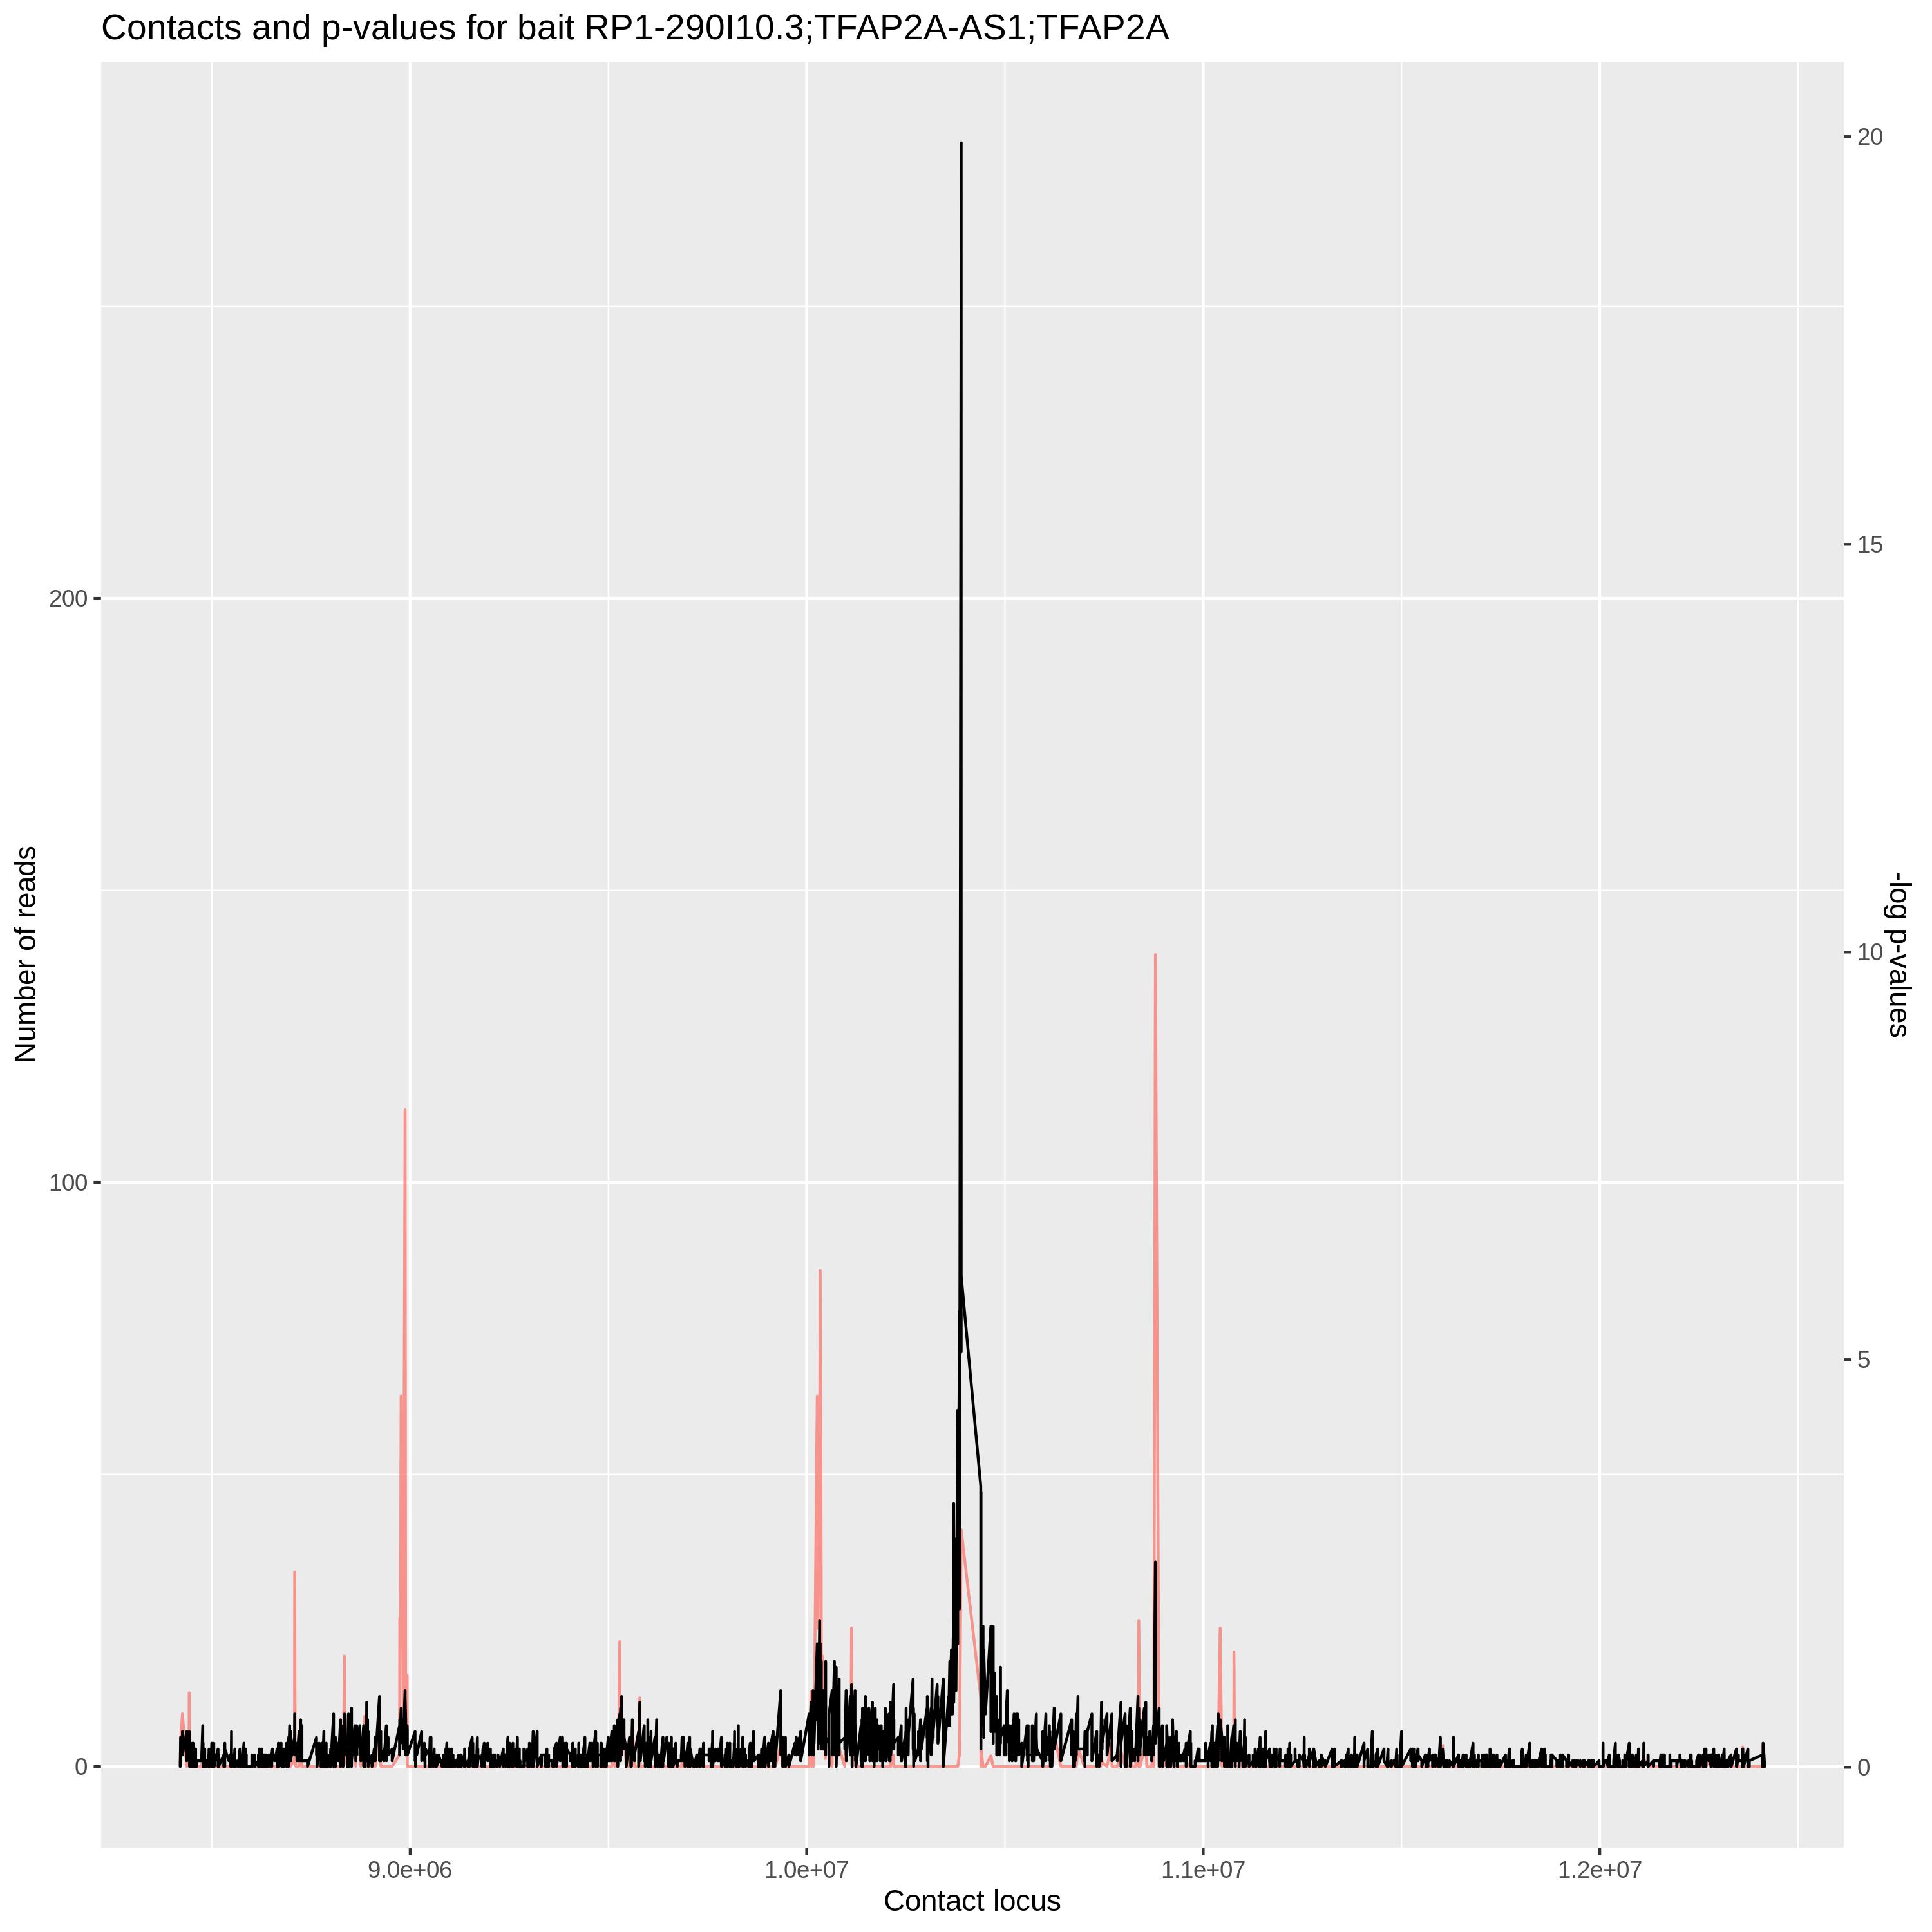 Contacts and p-values for bait RP1-290I10.3;TFAP2A-AS1;TFAP2A
20
15
200
10
Number of reads
-log p-values
100
5
0
0
9.0e+06
1.0e+07
1.1e+07
1.2e+07
Contact locus